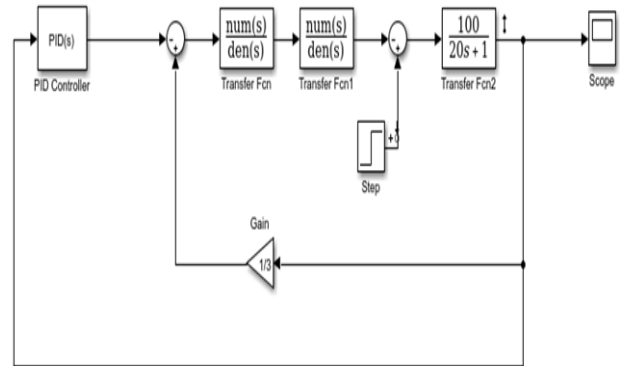 PID(s)
PID Controller
-
+
num(s)
den(s)
Transfer Fcn
num(s)
den(s)
Transfer Fcn1
-
+
100
20s+1
Transfer Fcn2
Scope
Step
Gain
1/3